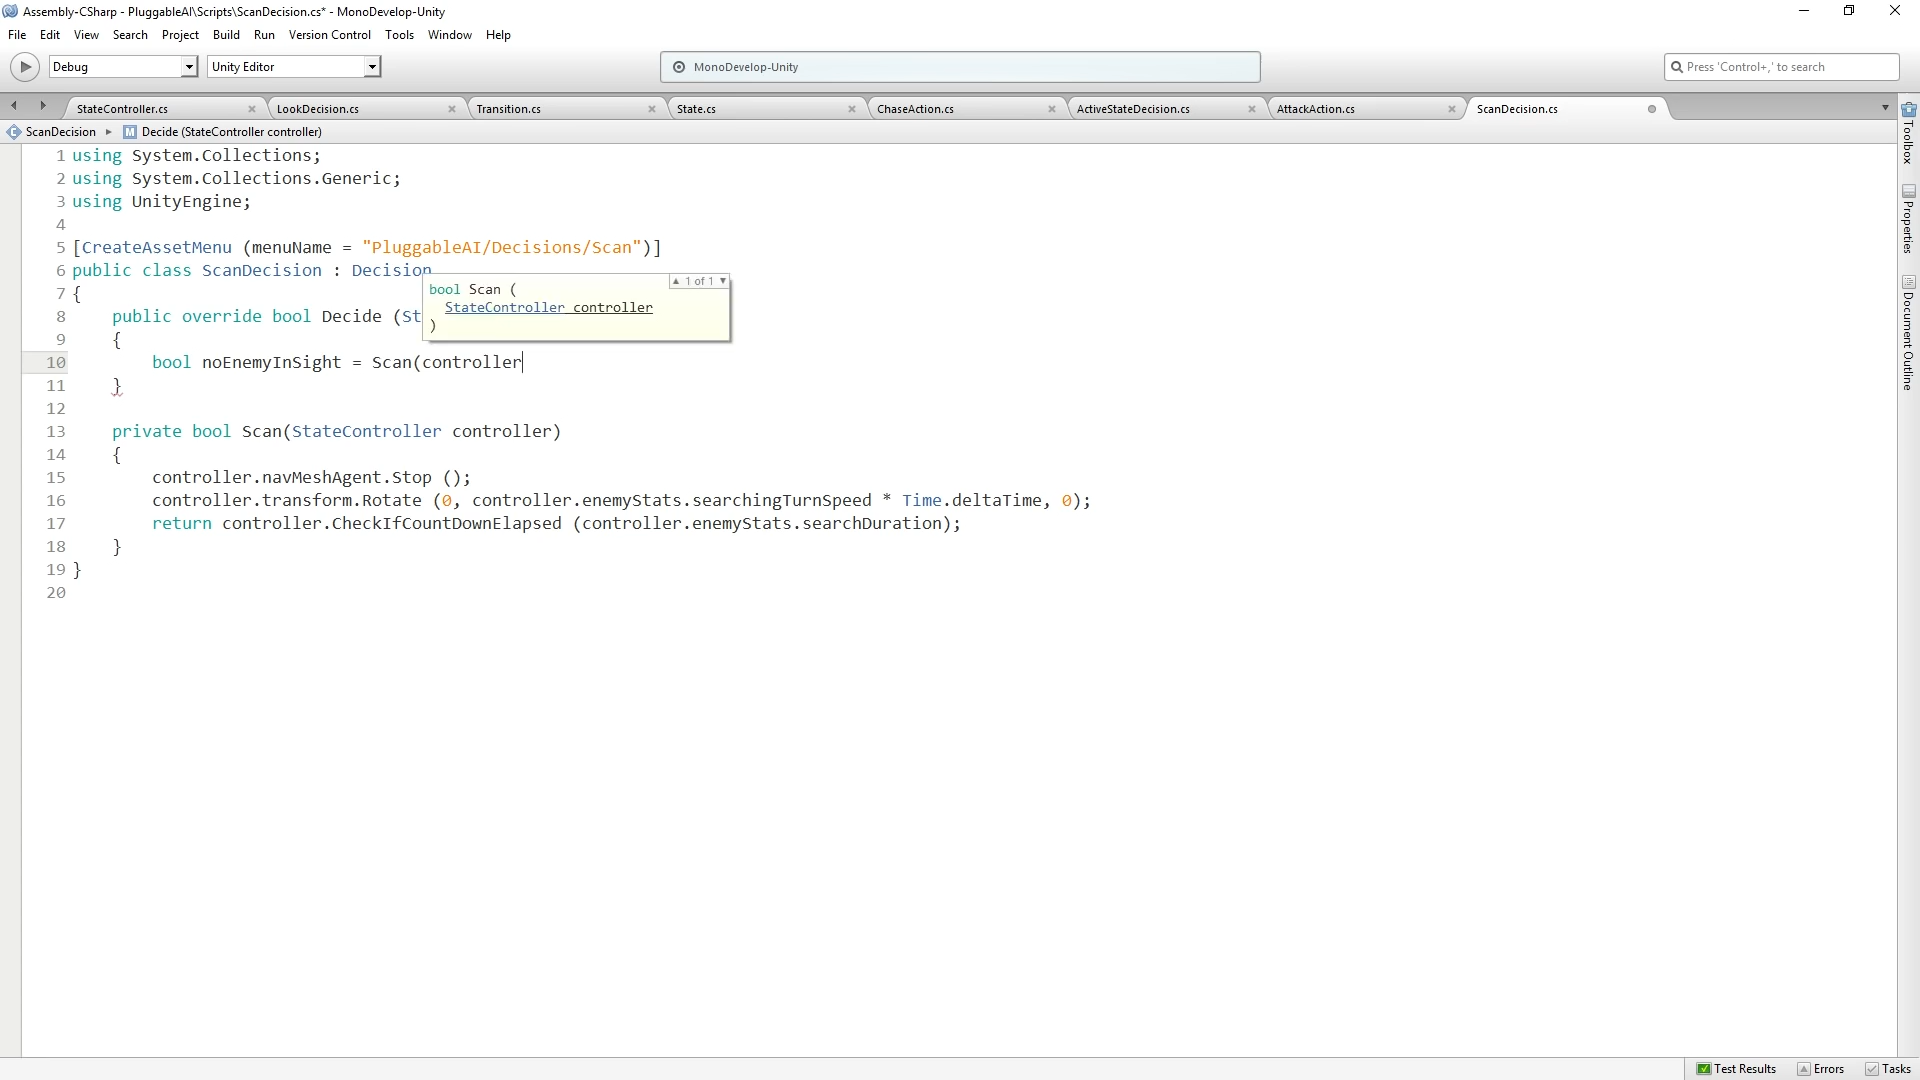 Assembly-CSharp - PluggableAI\Scripts\ScanDecision.cs* - MonoDevelop-Unity
File Edit View Search Project Build Run Version Control Tools Window Help
Debug Unity Editor MonoDevelop-Unity Press 'Control+,' to search
StateController.cs LookDecision.cs Transition.cs State.cs ChaseAction.cs ActiveStateDecision.cs AttackAction.cs ScanDecision.cs
ScanDecision Decide (StateController controller)
1 using System.Collections;
2 using System.Collections.Generic;
3 using UnityEngine;
4
5 [CreateAssetMenu (menuName = "PluggableAI/Decisions/Scan")]
6 public class ScanDecision : Decision
7 {
8 public override bool Decide (St
9 {
10 bool noEnemyInSight = Scan(controller
11 }
12
13 private bool Scan(StateController controller)
14 {
15 controller.navMeshAgent.Stop ();
16 controller.transform.Rotate (0, controller.enemyStats.searchingTurnSpeed * Time.deltaTime, 0);
17 return controller.CheckIfCountDownElapsed (controller.enemyStats.searchDuration);
18 }
19 }
20
1 of 1
bool Scan (
StateController controller
)
Toolbox
Properties
Document Outline
Test Results Errors Tasks